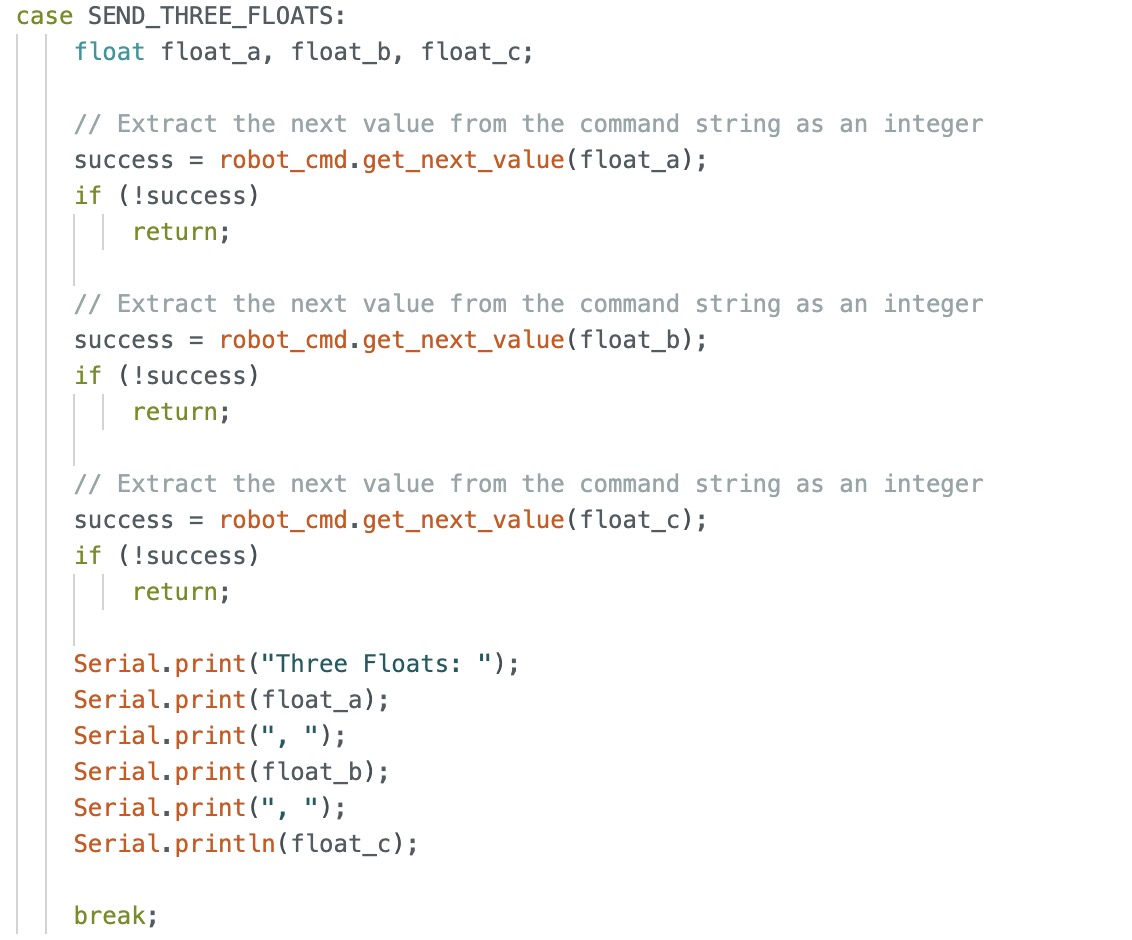 case SEND_THREE_FLOATS:
float float_a, float_b, float_c;
// Extract the next value from the command string as an integer
success = robot_cmd.get_next_value(float_a);
if (!success)
return;
// Extract the next value from the command string as an integer
success = robot_cmd.get_next_value(float_b);
if (!success)
return;
// Extract the next value from the command string as an integer
success = robot_cmd.get_next_value(float_c);
if (!success)
return;
Serial.print("Three Floats: ");
Serial.print(float_a);
Serial.print(", ");
Serial.print(float_b);
Serial.print(", ");
Serial.println(float_c);
break;